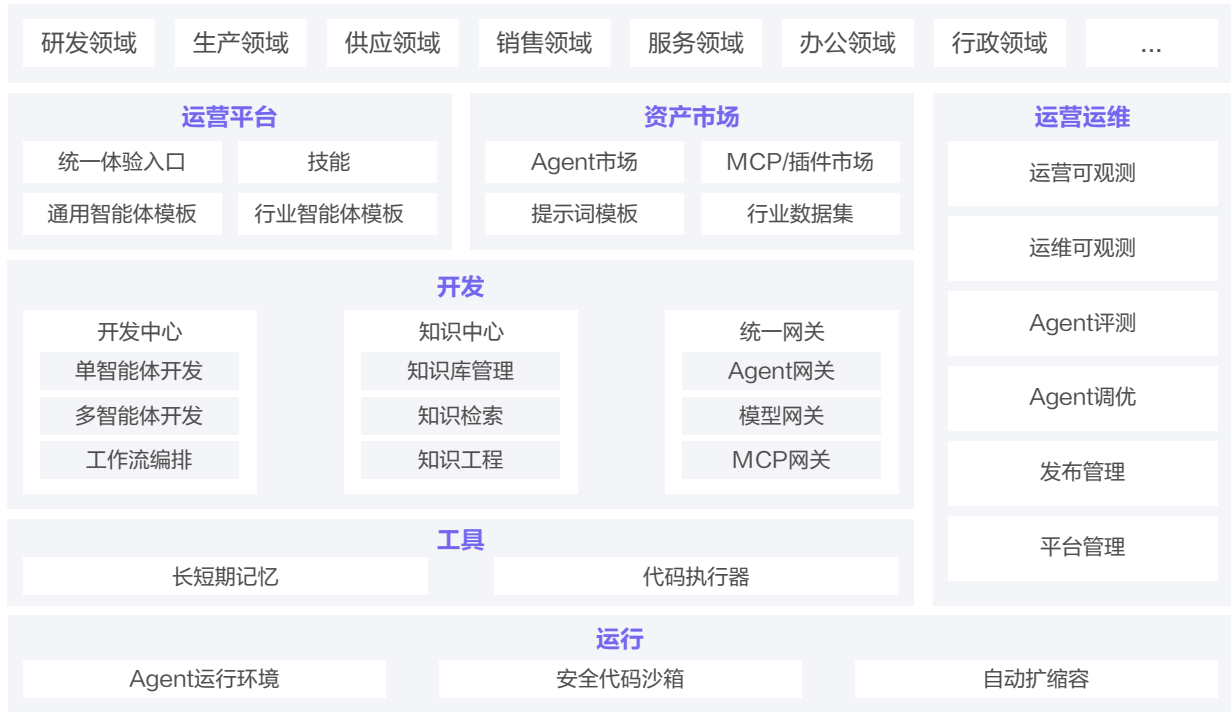 研发领域
生产领域
供应领域
销售领域
服务领域
办公领域
行政领域
...
运营平台
统一体验入口
技能
通用智能体模板
行业智能体模板
资产市场
Agent市场
MCP/插件市场
提示词模板
行业数据集
运营运维
运营可观测
运维可观测
Agent评测
Agent调优
发布管理
平台管理
开发
开发中心
单智能体开发
多智能体开发
工作流编排
知识中心
知识库管理
知识检索
知识工程
统一网关
Agent网关
模型网关
MCP网关
工具
长短期记忆
代码执行器
运行
Agent运行环境
安全代码沙箱
自动扩缩容